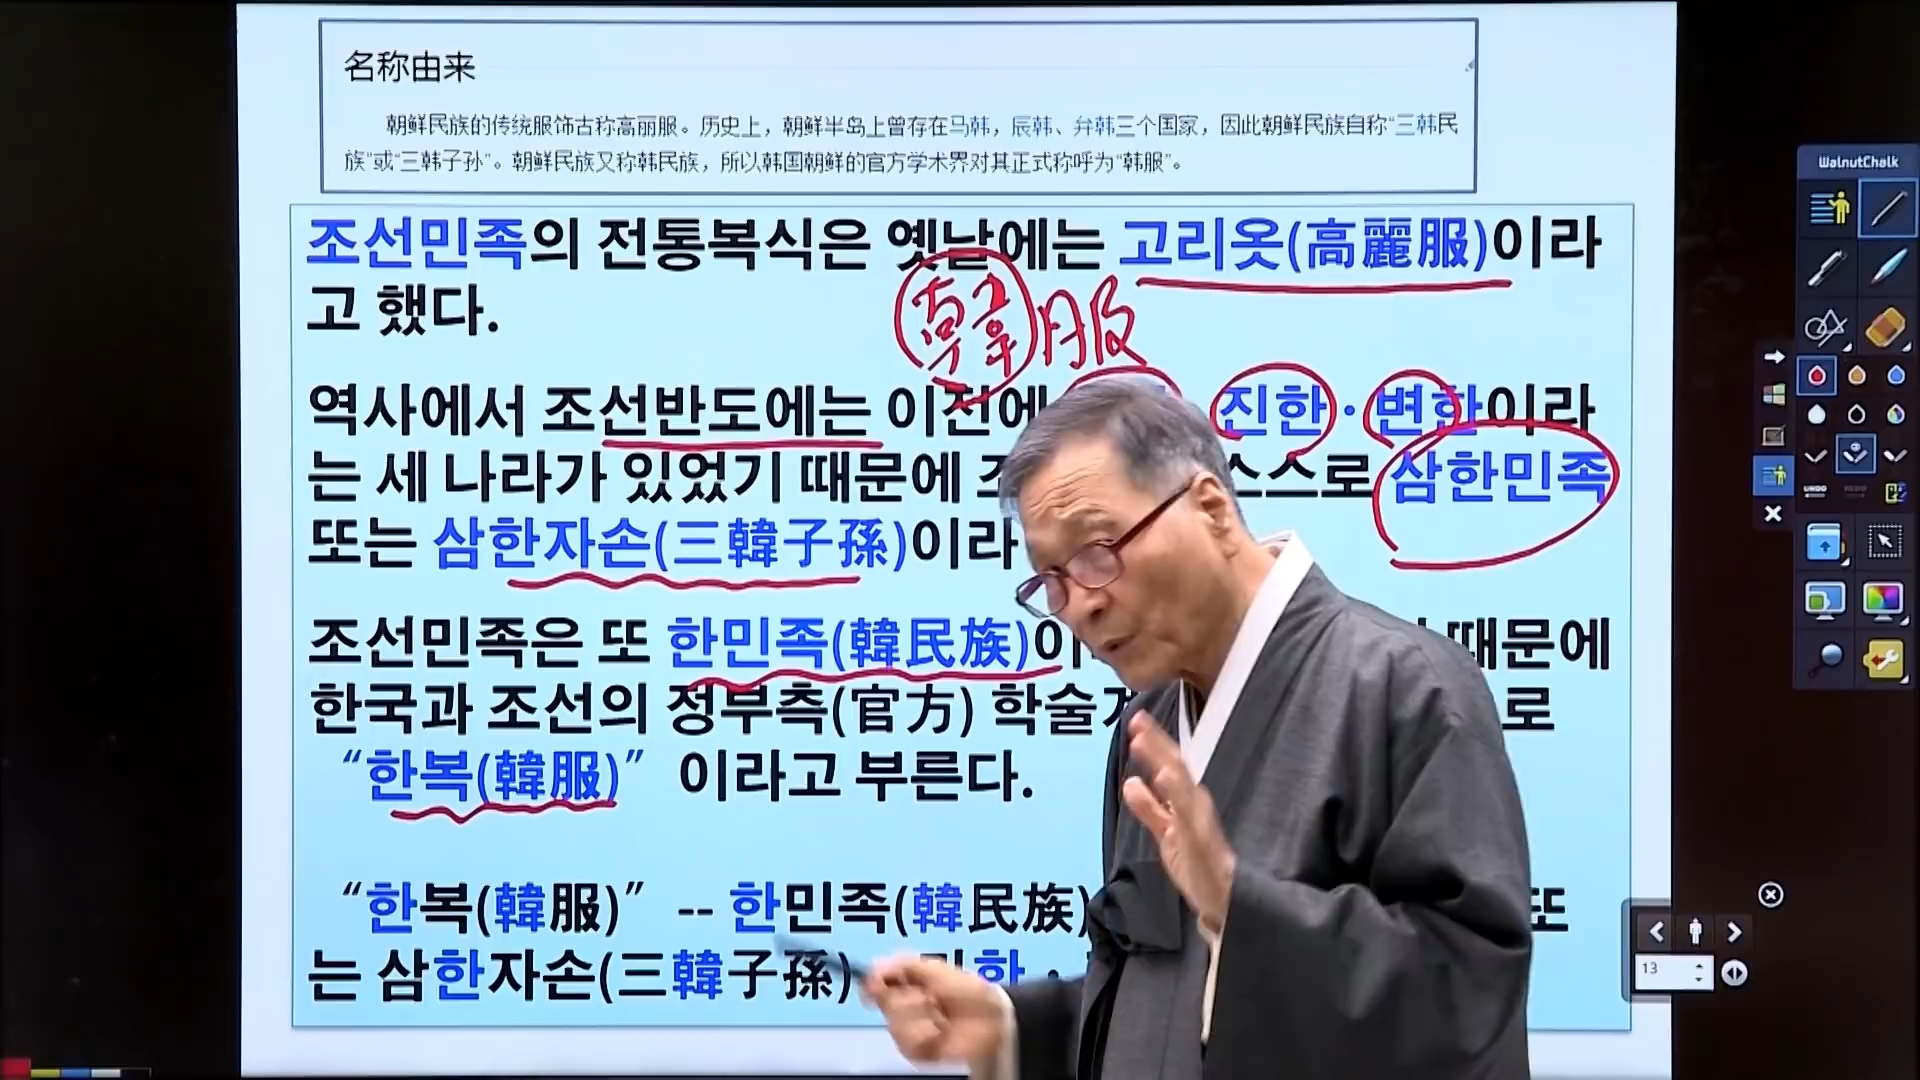 名称由来
朝鲜民族的传统服饰古称高丽服。历史上，朝鲜半岛上曾存在马韩，辰韩、弁韩三个国家，因此朝鲜民族自称“三韩民
族”或“三韩子孙”。朝鲜民族又称韩民族，所以韩国朝鲜的官方学术界对其正式称呼为“韩服”。
조선민족의 전통복식은 옛날에는 고리옷(高麗服)이라
고 했다.
韓服
역사에서 조선반도에는 이전에 진한·변한이라
는 세 나라가 있었기 때문에 스스로 삼한민족
또는 삼한자손(三韓子孫)이라
조선민족은 또 한민족(韓民族)이 때문에
한국과 조선의 정부측(官方) 학술 로
“한복(韓服)” 이라고 부른다.
“한복(韓服)” -- 한민족(韓民族) 또
는 삼한자손(三韓子孫) 한 ·
WalnutChalk
UNDO
REDO
13